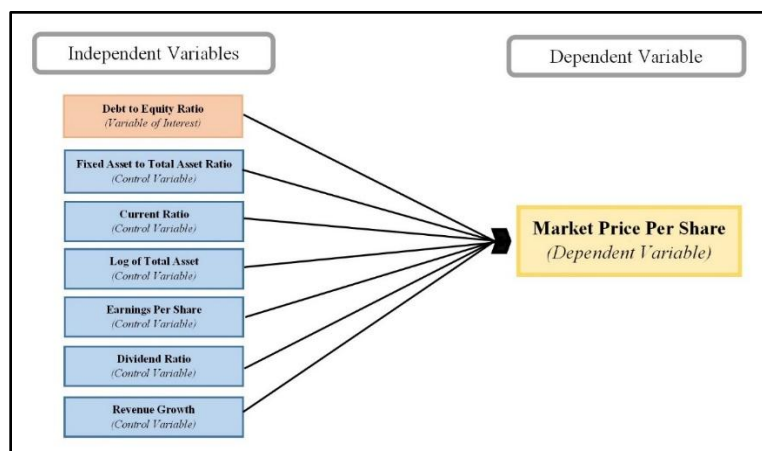 Independent Variables
Dependent Variable
Debt to Equity Ratio
(Variable of Interest)
Fixed Asset to Total Asset Ratio
(Control Variable)
Current Ratio
(Control Variable)
Log of Total Asset
(Control Variable)
Earnings Per Share
(Control Variable)
Dividend Ratio
(Control Variable)
Revenue Growth
(Control Variable)
Market Price Per Share
(Dependent Variable)